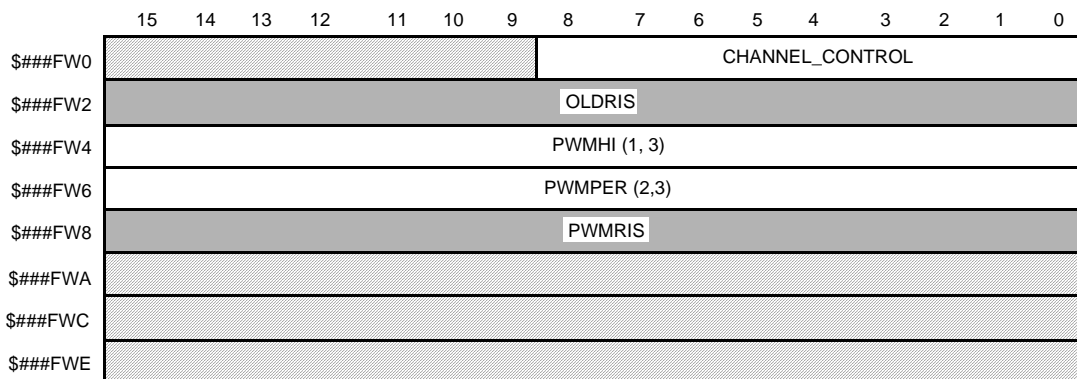 15 14 13 12 11 10 9 8 7 6 5 4 3 2 1 0
$###FW0 CHANNEL_CONTROL
$###FW2 OLDRIS
$###FW4 PWMHI (1, 3)
$###FW6 PWMPER (2,3)
$###FW8 PWMRIS
$###FWA
$###FWC
$###FWE